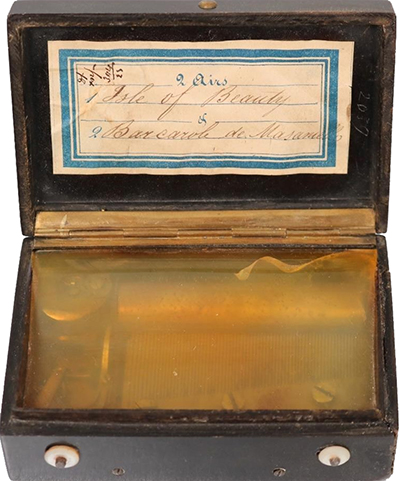 2 Airs
1 Isle of Beauty
&
2 Barcarole de Masaniello